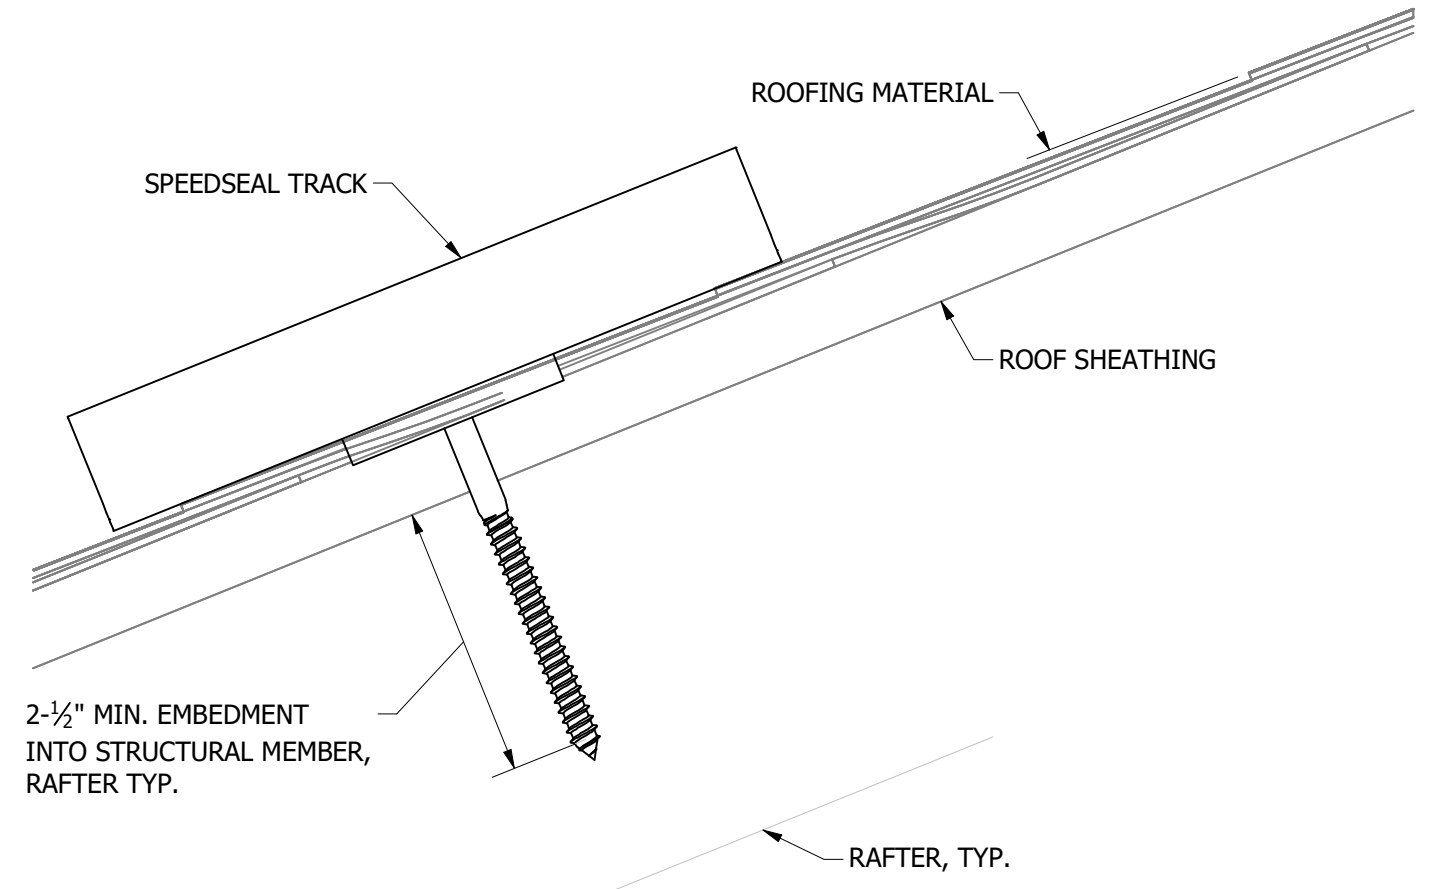 ROOFING MATERIAL
SPEEDSEAL TRACK
ROOF SHEATHING
2-½" MIN. EMBEDMENT
INTO STRUCTURAL MEMBER,
RAFTER TYP.
RAFTER, TYP.